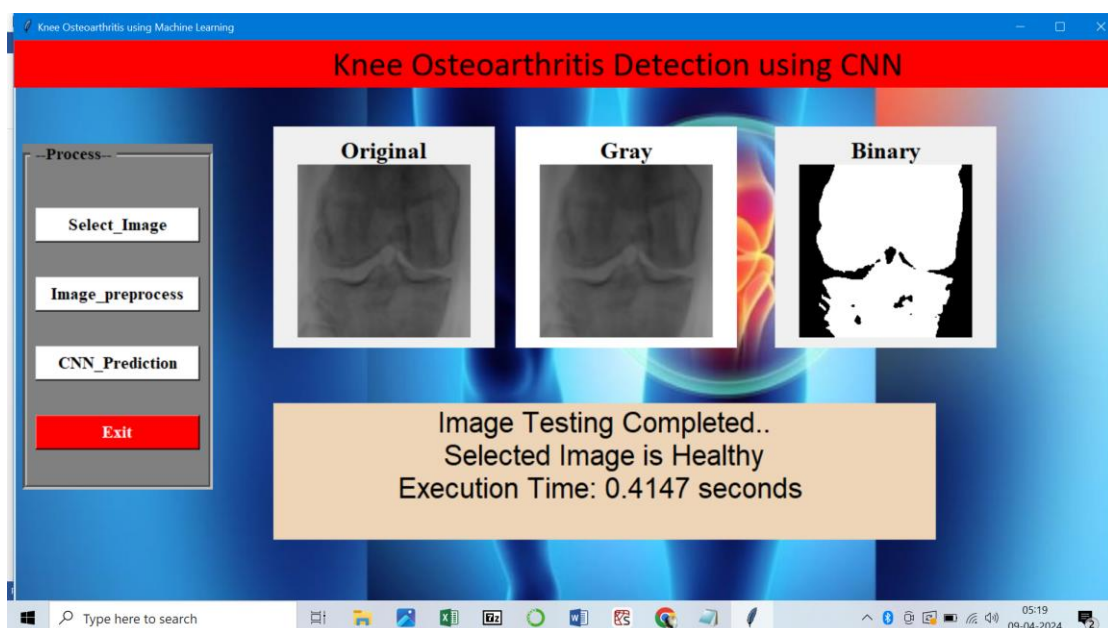 Knee Osteoarthritis using Machine Learning
Knee Osteoarthritis Detection using CNN
--Process--
Select_Image
Image_preprocess
CNN_Prediction
Exit
Original
Gray
Binary
Image Testing Completed..
Selected Image is Healthy
Execution Time: 0.4147 seconds
Type here to search
05:19
09-04-2024
2